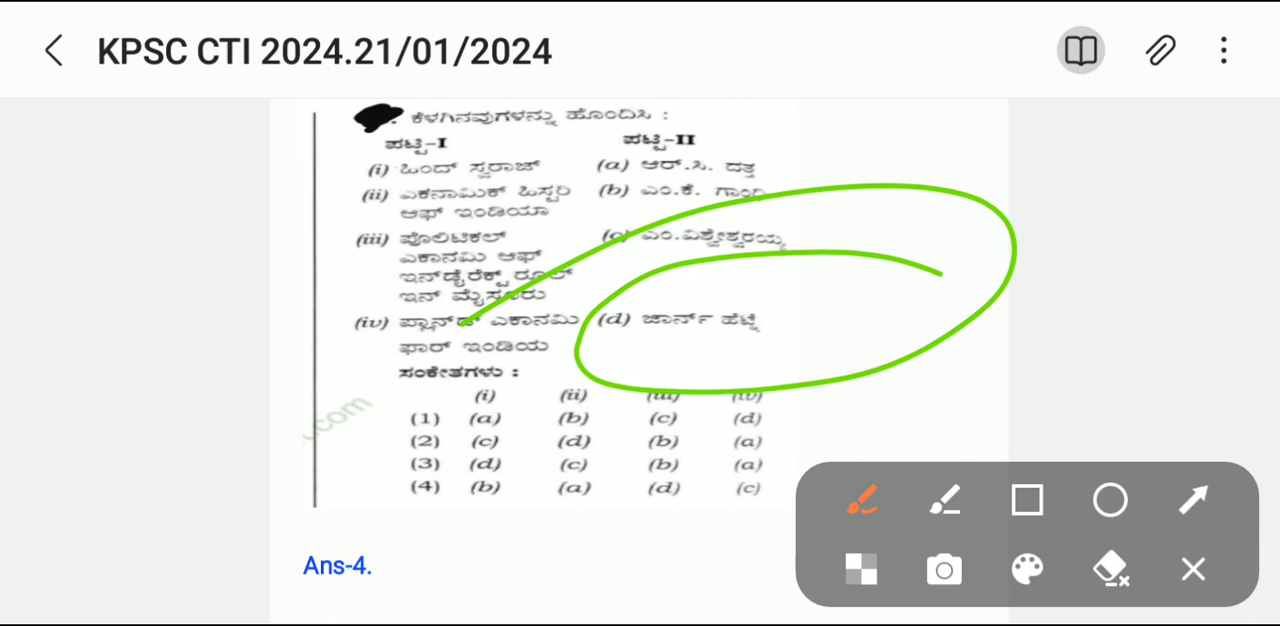 KPSC CTI 2024.21/01/2024
. ಕೆಳಗಿನವುಗಳನ್ನು ಹೊಂದಿಸಿ :
ಪಟ್ಟಿ-I ಪಟ್ಟಿ-II
(i) ಹಿಂದ್ ಸ್ವರಾಜ್ (a) ಆರ್.ಸಿ. ದತ್ತ
(ii) ಎಕನಾಮಿಕ್ ಹಿಸ್ಟರಿ (b) ಎಂ.ಕೆ. ಗಾಂಧಿ
ಆಫ್ ಇಂಡಿಯಾ
(iii) ಪೊಲಿಟಿಕಲ್ (c) ಎಂ.ವಿಶ್ವೇಶ್ವರಯ್ಯ
ಎಕಾನಮಿ ಆಫ್
ಇನ್‌ಡೈರೆಕ್ಟ್ ರೂಲ್
ಇನ್ ಮೈಸೂರು
(iv) ಪ್ಲಾನ್‌ಡ್ ಎಕಾನಮಿ (d) ಜಾರ್ನ್ ಹೆಟ್ನೆ
ಫಾರ್ ಇಂಡಿಯ
ಸಂಕೇತಗಳು :
(i) (ii) (iii) (iv)
(1) (a) (b) (c) (d)
(2) (c) (d) (b) (a)
(3) (d) (c) (b) (a)
(4) (b) (a) (d) (c)
.com
Ans-4.